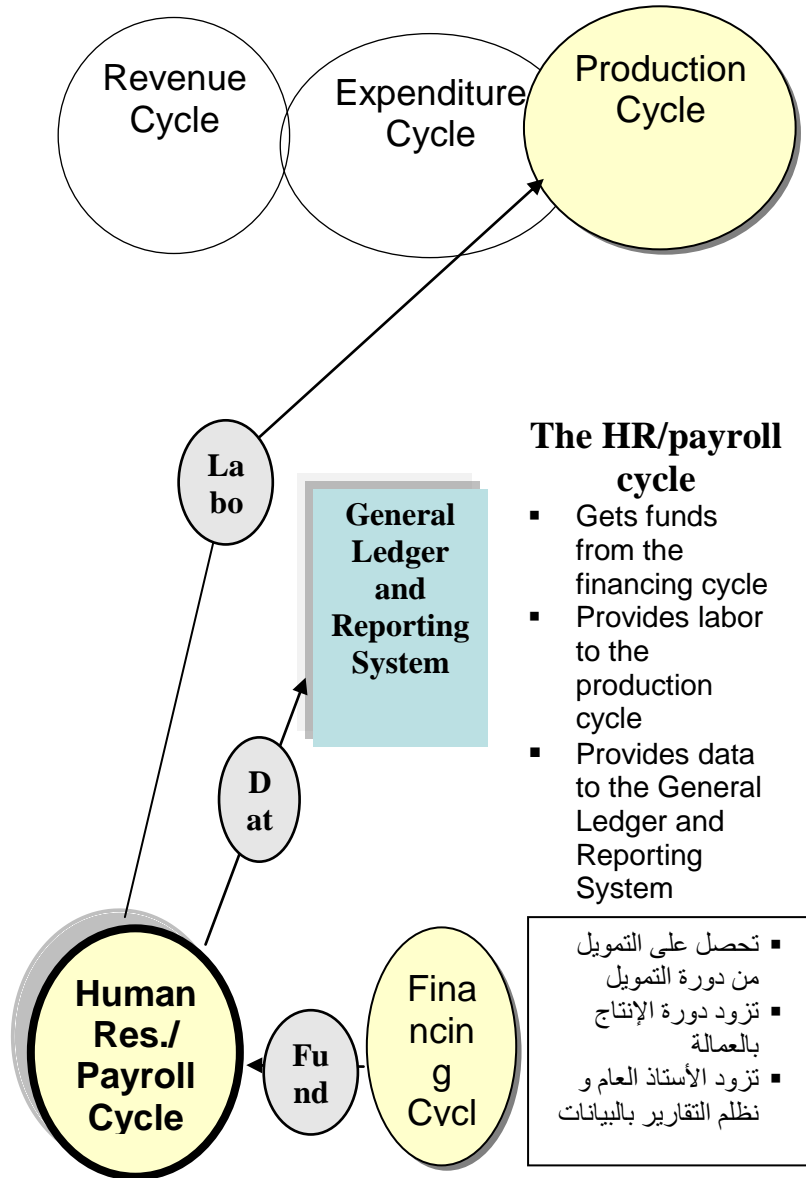 Revenue
Cycle
Expenditure
Cycle
Production
Cycle
La
bo
General
Ledger
and
Reporting
System
The HR/payroll
cycle
▪ Gets funds
from the
financing cycle
▪ Provides labor
to the
production
cycle
▪ Provides data
to the General
Ledger and
Reporting
System
D
at
Human
Res./
Payroll
Cycle
Fu
nd
Fina
ncin
g
Cycl
▪ تحصل على التمويل
من دورة التمويل
▪ تزود دورة الإنتاج
بالعمالة
▪ تزود الأستاذ العام و
نظلم التقارير بالبيانات